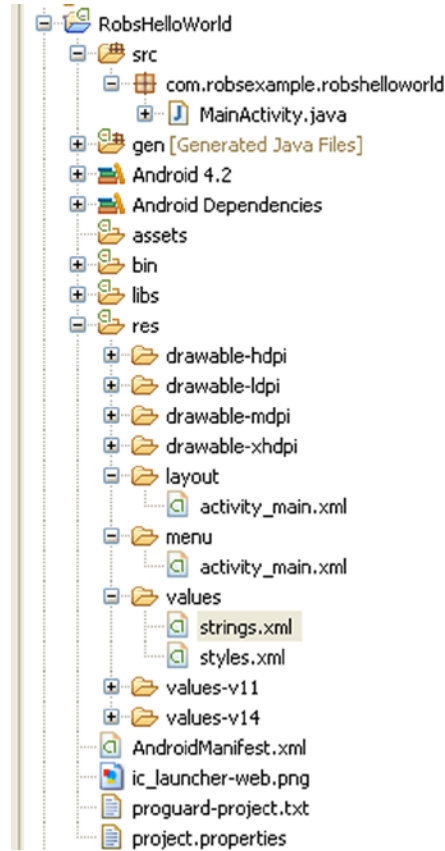 RobsHelloWorld
src
com.robsexample.robshelloworld
MainActivity.java
gen [Generated Java Files]
Android 4.2
Android Dependencies
assets
bin
libs
res
drawable-hdpi
drawable-ldpi
drawable-mdpi
drawable-xhdpi
layout
activity_main.xml
menu
activity_main.xml
values
strings.xml
styles.xml
values-v11
values-v14
AndroidManifest.xml
ic_launcher-web.png
proguard-project.txt
project.properties